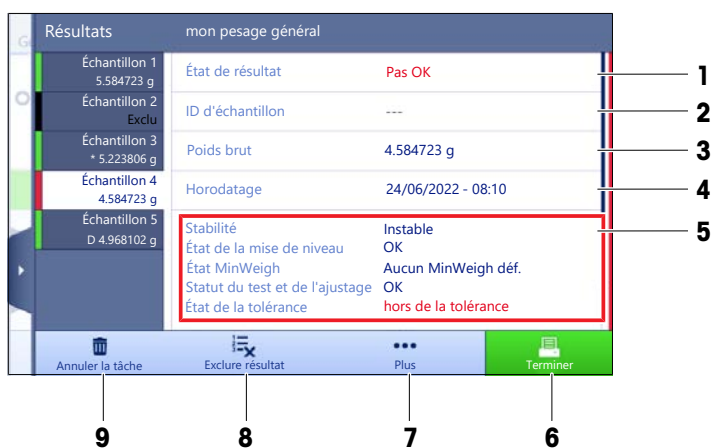 G
Résultats
mon pesage général
Échantillon 1
5.584723 g
Échantillon 2
Exclu
Échantillon 3
* 5.223806 g
Échantillon 4
4.584723 g
Échantillon 5
D 4.968102 g
État de résultat Pas OK
ID d'échantillon ---
Poids brut 4.584723 g
Horodatage 24/06/2022 - 08:10
Stabilité Instable
État de la mise de niveau OK
État MinWeigh Aucun MinWeigh déf.
Statut du test et de l'ajustage OK
État de la tolérance hors de la tolérance
1
2
3
4
5
Annuler la tâche
Exclure résultat
Plus
Terminer
9
8
7
6